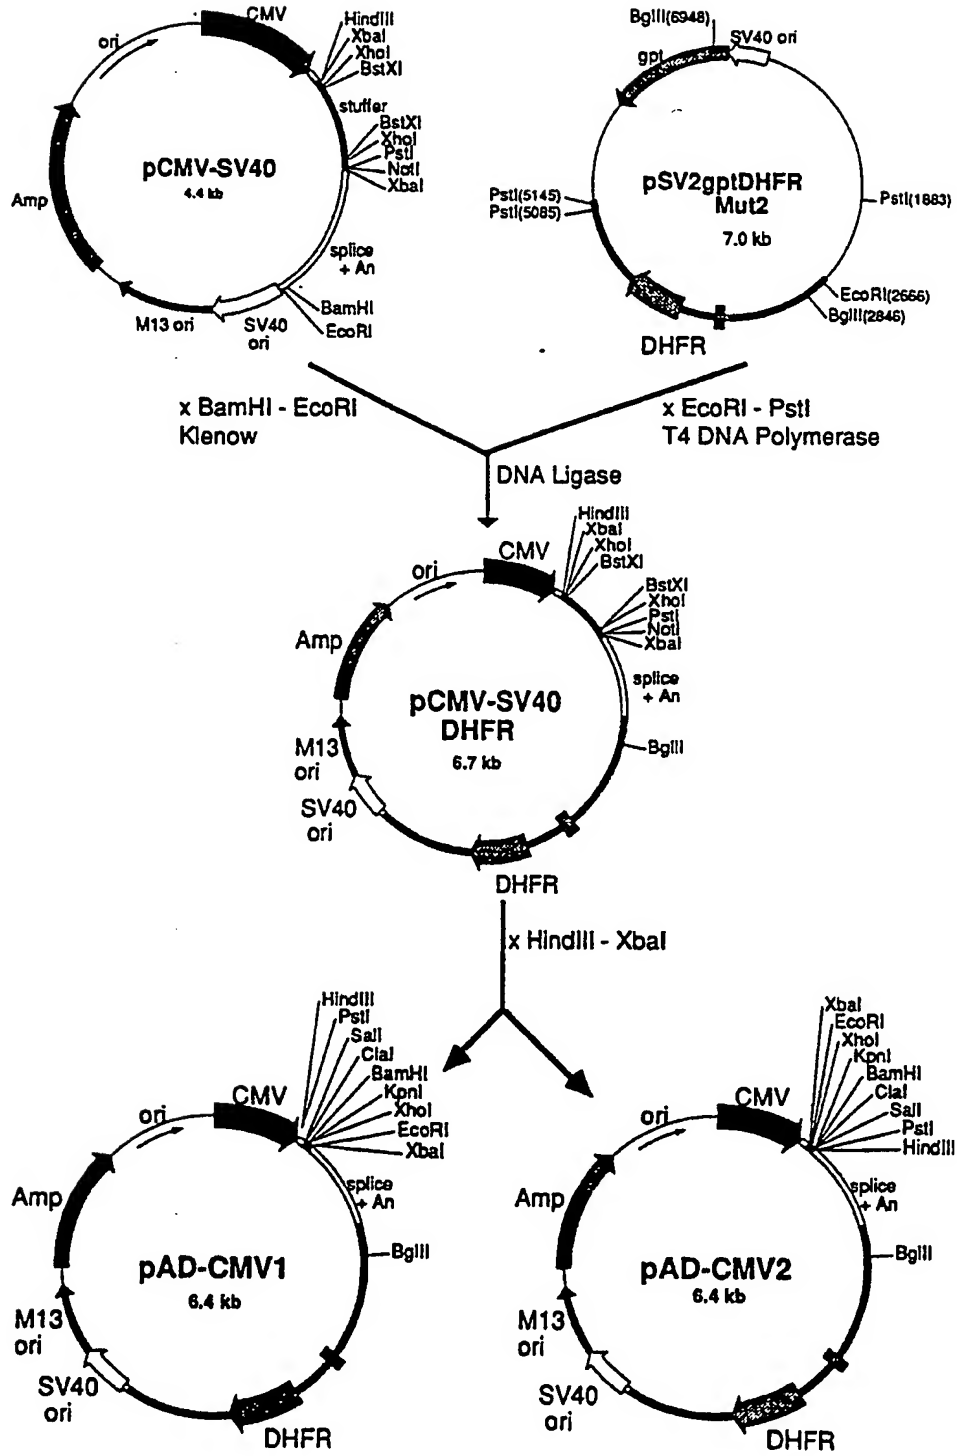 CMV
ori
HindIII
XbaI
XhoI
BstXI
stuffer
BstXI
XhoI
PstI
NotI
XbaI
pCMV-SV40
4.4 kb
Amp
splice
+ An
BamHI
EcoRI
SV40
ori
M13 ori
BglII(6948)
SV40 ori
gpt
pSV2gptDHFR
Mut2
7.0 kb
PstI(5145)
PstI(5085)
PstI(1883)
EcoRI(2666)
BglII(2846)
DHFR
x BamHI - EcoRI
Klenow
x EcoRI - PstI
T4 DNA Polymerase
DNA Ligase
HindIII
XbaI
XhoI
BstXI
CMV
ori
BstXI
XhoI
PstI
NotI
XbaI
Amp
splice
+ An
pCMV-SV40
DHFR
6.7 kb
BglII
M13
ori
SV40
ori
DHFR
x HindIII - XbaI
HindIII
PstI
SalI
ClaI
BamHI
KpnI
XhoI
EcoRI
XbaI
CMV
ori
Amp
splice
+ An
BglII
pAD-CMV1
6.4 kb
M13
ori
SV40
ori
DHFR
XbaI
EcoRI
XhoI
KpnI
BamHI
ClaI
SalI
PstI
HindIII
CMV
ori
Amp
splice
+ An
BglII
pAD-CMV2
6.4 kb
M13
ori
SV40
ori
DHFR